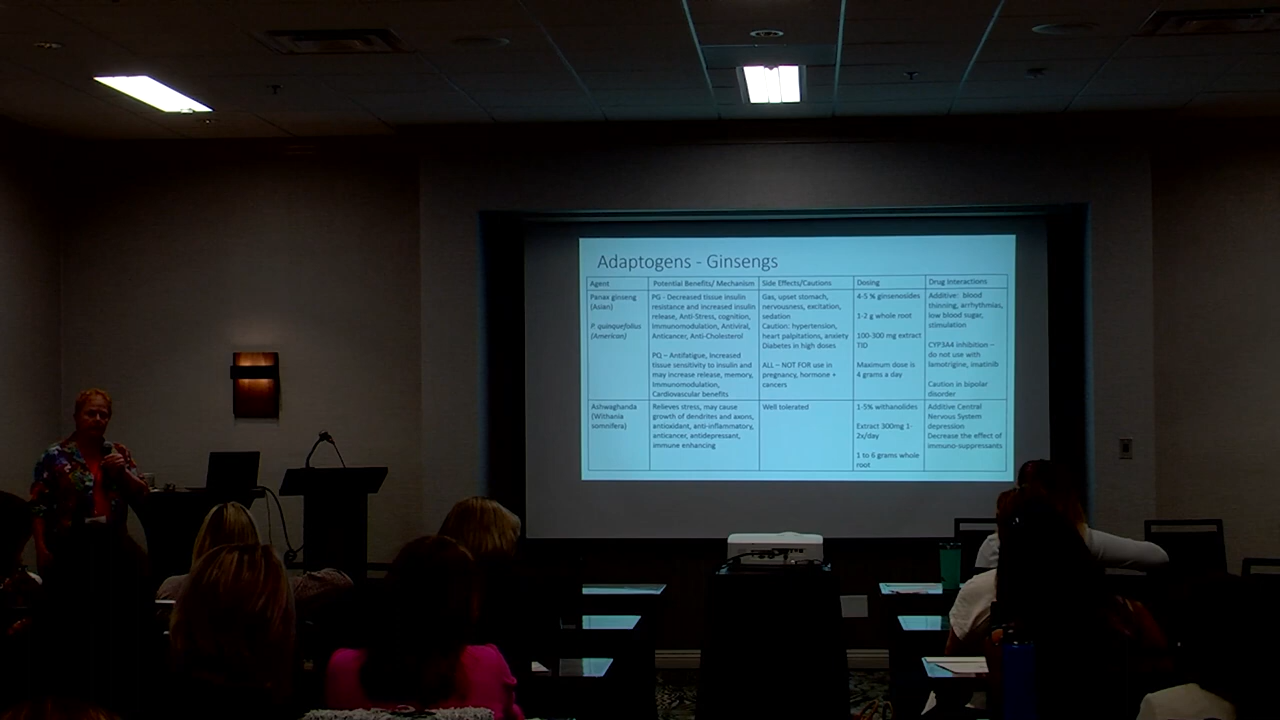 Adaptogens - Ginsengs
Agent
Potential Benefits/ Mechanism
Side Effects/Cautions
Dosing
Drug Interactions
Panax ginseng
(Asian)
P. quinquefolius
(American)
PG - Decreased tissue insulin
resistance and increased insulin
release, Anti-Stress, cognition,
Immunomodulation, Antiviral,
Anticancer, Anti-Cholesterol
PQ – Antifatigue, Increased
tissue sensitivity to insulin and
may increase release, memory,
Immunomodulation,
Cardiovascular benefits
Gas, upset stomach,
nervousness, excitation,
sedation
Caution: hypertension,
heart palpitations, anxiety
Diabetes in high doses
ALL – NOT FOR use in
pregnancy, hormone +
cancers
4-5 % ginsenosides
1-2 g whole root
100-300 mg extract
TID
Maximum dose is
4 grams a day
Additive: blood
thinning, arrhythmias,
low blood sugar,
stimulation
CYP3A4 inhibition –
do not use with
lamotrigine, imatinib
Caution in bipolar
disorder
Ashwaghanda
(Withania
somnifera)
Relieves stress, may cause
growth of dendrites and axons,
antioxidant, anti-inflammatory,
anticancer, antidepressant,
immune enhancing
Well tolerated
1-5% withanolides
Extract 300mg 1-
2x/day
1 to 6 grams whole
root
Additive Central
Nervous System
depression
Decrease the effect of
immuno-suppressants